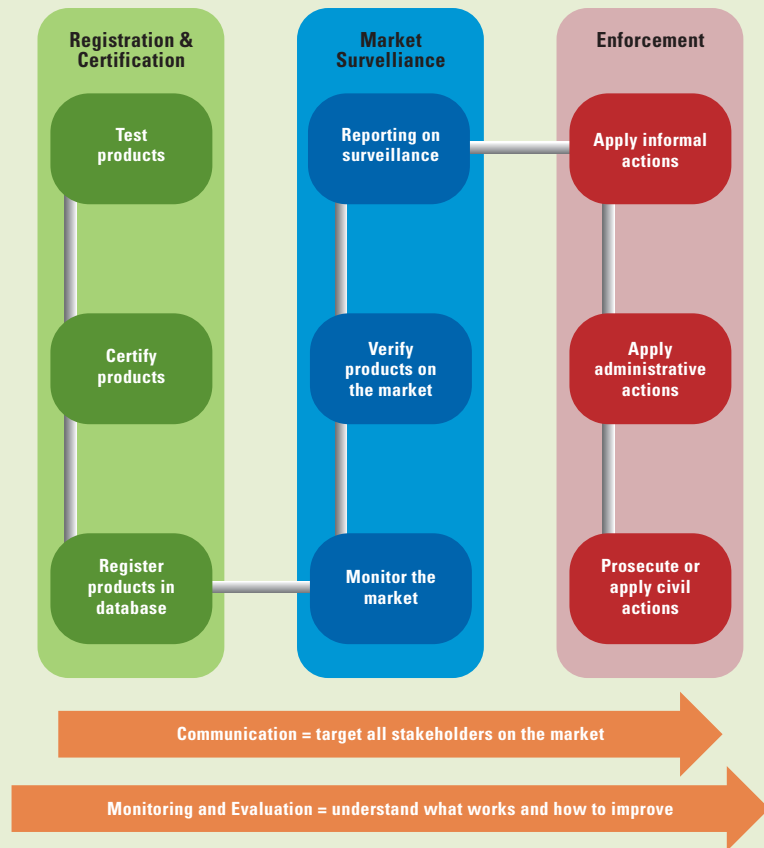 Registration &
Certification
Test
products
Certify
products
Register
products in
database
Market
Survelliance
Reporting on
surveillance
Verify
products on
the market
Monitor the
market
Enforcement
Apply informal
actions
Apply
administrative
actions
Prosecute or
apply civil
actions
Communication = target all stakeholders on the market
Monitoring and Evaluation = understand what works and how to improve